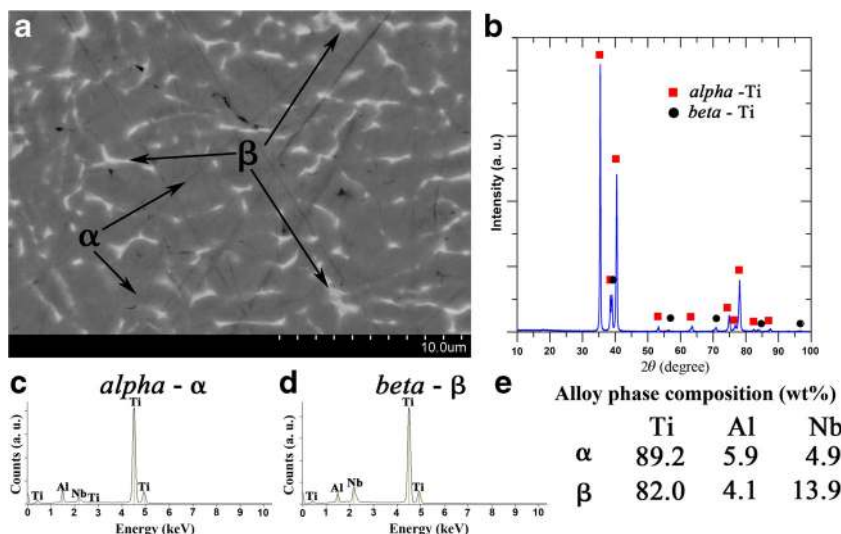 a
β
α
10.0um
b
alpha -Ti
beta - Ti
Intensity (a. u.)
10 20 30 40 50 60 70 80 90 100
2θ (degree)
c
alpha - α
Ti
Counts (a. u.)
Ti
Al
Nb
Ti
Ti
0 1 2 3 4 5 6 7 8 9 10
Energy (keV)
d
beta - β
Ti
Counts (a. u.)
Ti
Al
Nb
Ti
0 1 2 3 4 5 6 7 8 9 10
Energy (keV)
e
Alloy phase composition (wt%)
Ti Al Nb
α 89.2 5.9 4.9
β 82.0 4.1 13.9